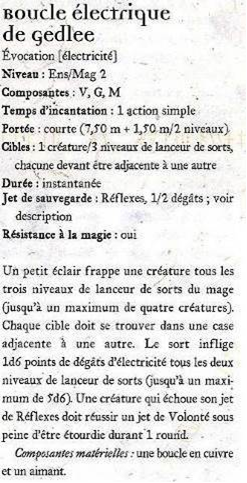 Boucle électrique
de Gedlee
Évocation [électricité]
Niveau : Ens/Mag 2
Composantes : V, G, M
Temps d'incantation : 1 action simple
Portée : courte (7,50 m + 1,50 m/2 niveaux)
Cibles : 1 créature/3 niveaux de lanceur de sorts,
chacune devant être adjacente à une autre
Durée : instantanée
Jet de sauvegarde : Réflexes, 1/2 dégâts ; voir
description
Résistance à la magie : oui
Un petit éclair frappe une créature tous les
trois niveaux de lanceur de sorts du mage
(jusqu'à un maximum de quatre créatures).
Chaque cible doit se trouver dans une case
adjacente à une autre. Le sort inflige
1d6 points de dégâts d'électricité tous les deux
niveaux de lanceur de sorts (jusqu'à un maxi-
mum de 5d6). Une créature qui échoue son jet
de Réflexes doit réussir un jet de Volonté sous
peine d'être étourdie durant 1 round.
Composantes matérielles : une boucle en cuivre
et un aimant.